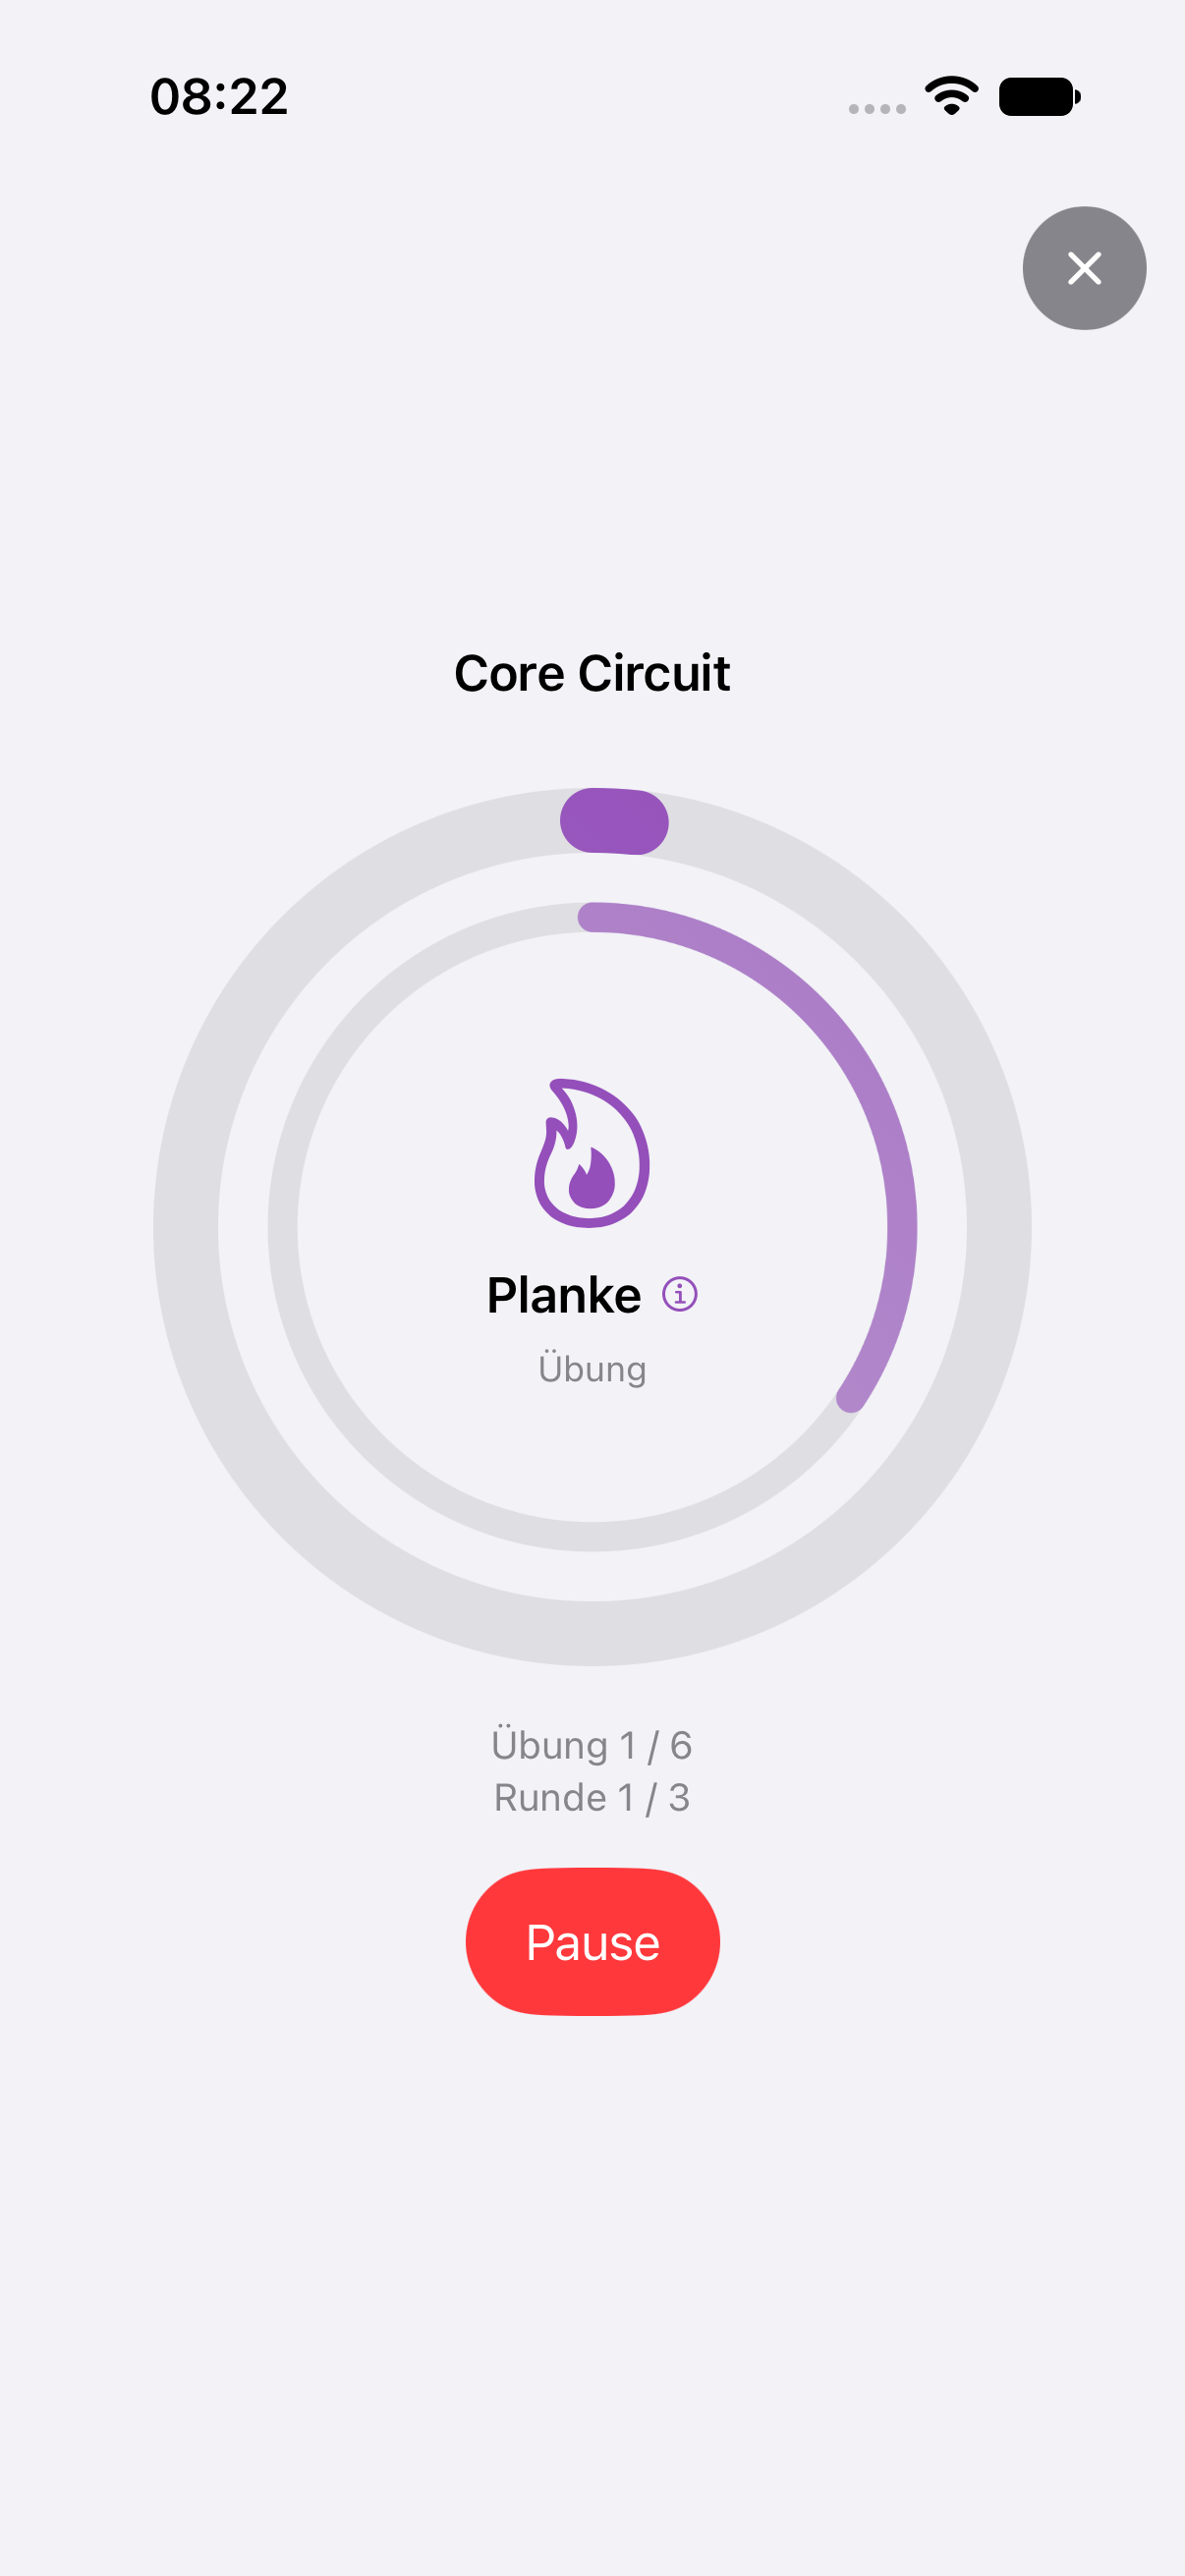 08:22
Core Circuit
Planke
Übung
Übung 1 / 6
Runde 1 / 3
Pause